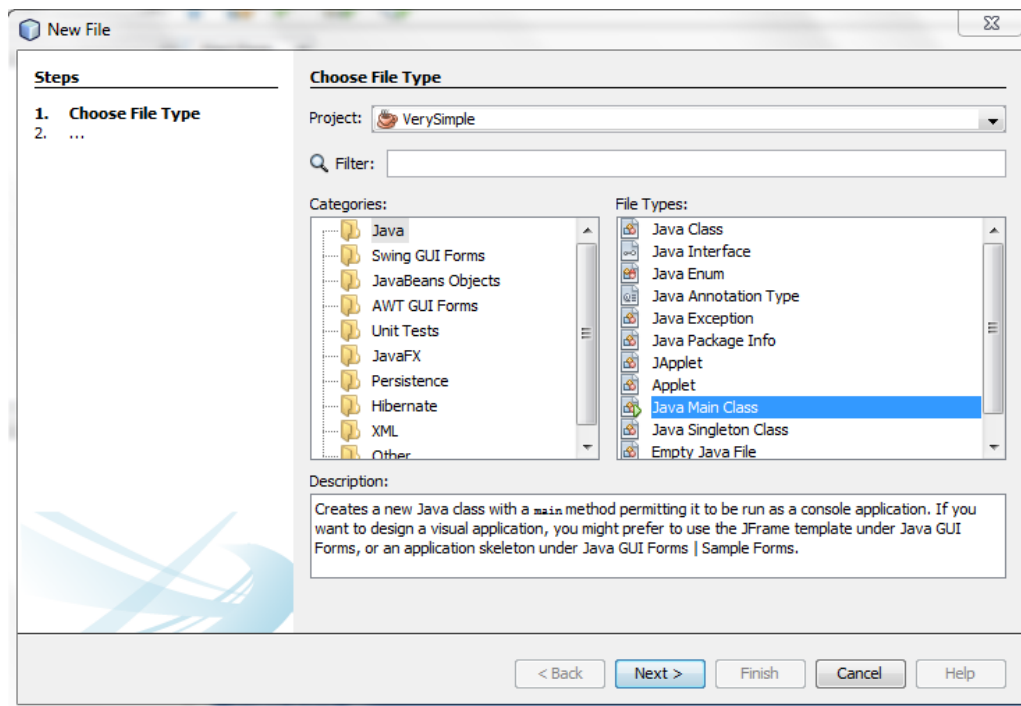 New File
Steps
1. Choose File Type
2. ...
Choose File Type
Project: VerySimple
Filter:
Categories:
Java
Swing GUI Forms
JavaBeans Objects
AWT GUI Forms
Unit Tests
JavaFX
Persistence
Hibernate
XML
Other
File Types:
Java Class
Java Interface
Java Enum
Java Annotation Type
Java Exception
Java Package Info
JApplet
Applet
Java Main Class
Java Singleton Class
Empty Java File
Description:
Creates a new Java class with a main method permitting it to be run as a console application. If you
want to design a visual application, you might prefer to use the JFrame template under Java GUI
Forms, or an application skeleton under Java GUI Forms | Sample Forms.
< Back Next > Finish Cancel Help